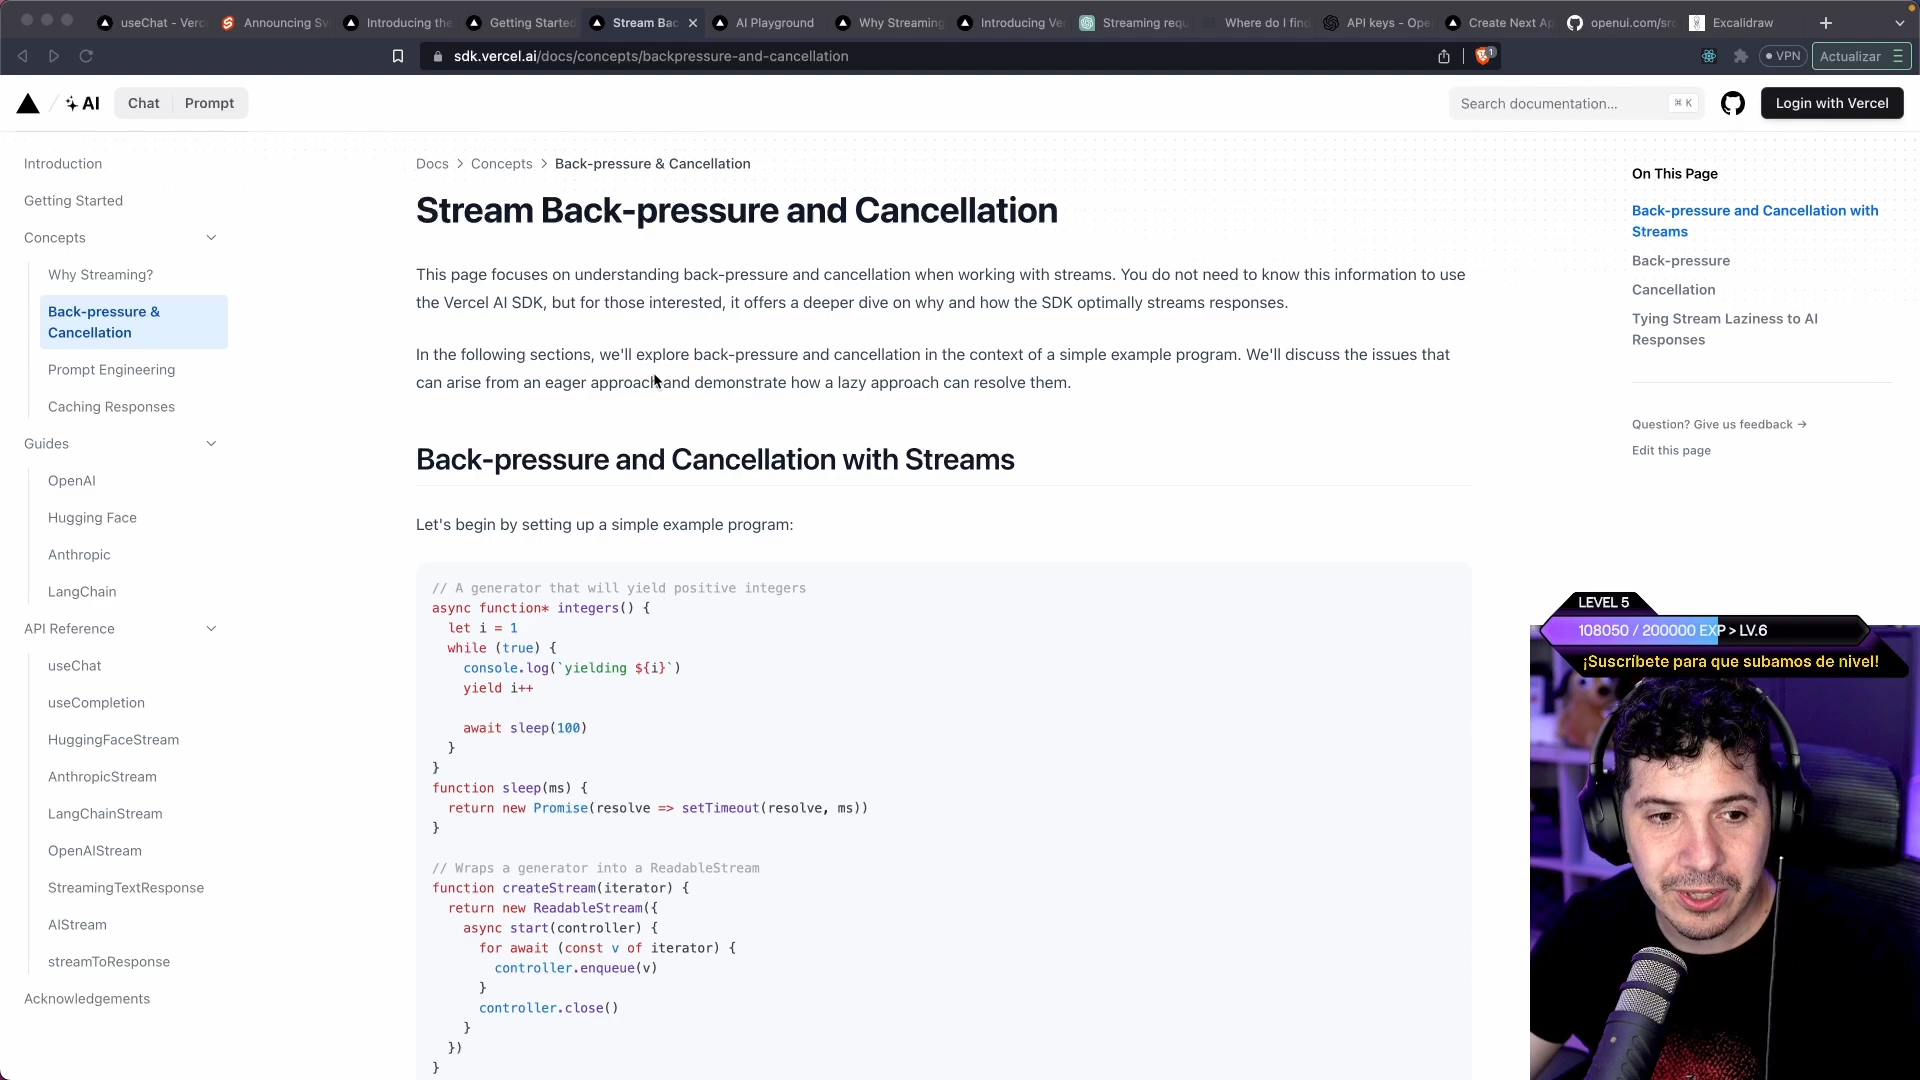 useChat - Verc
Announcing Sv
Introducing the
Getting Started
Stream Bac
AI Playground
Why Streaming
Introducing Ver
Streaming requ
Where do I find
API keys - Ope
Create Next Ap
openui.com/src
Excalidraw
sdk.vercel.ai/docs/concepts/backpressure-and-cancellation
1
VPN
Actualizar
AI
Chat
Prompt
Search documentation...
⌘ K
Login with Vercel
Introduction
Getting Started
Concepts
Why Streaming?
Back-pressure &
Cancellation
Prompt Engineering
Caching Responses
Guides
OpenAI
Hugging Face
Anthropic
LangChain
API Reference
useChat
useCompletion
HuggingFaceStream
AnthropicStream
LangChainStream
OpenAIStream
StreamingTextResponse
AIStream
streamToResponse
Acknowledgements
Docs > Concepts > Back-pressure & Cancellation
Stream Back-pressure and Cancellation
This page focuses on understanding back-pressure and cancellation when working with streams. You do not need to know this information to use
the Vercel AI SDK, but for those interested, it offers a deeper dive on why and how the SDK optimally streams responses.
In the following sections, we'll explore back-pressure and cancellation in the context of a simple example program. We'll discuss the issues that
can arise from an eager approach and demonstrate how a lazy approach can resolve them.
Back-pressure and Cancellation with Streams
Let's begin by setting up a simple example program:
// A generator that will yield positive integers
async function* integers() {
let i = 1
while (true) {
console.log(`yielding ${i}`)
yield i++
await sleep(100)
}
}
function sleep(ms) {
return new Promise(resolve => setTimeout(resolve, ms))
}
// Wraps a generator into a ReadableStream
function createStream(iterator) {
return new ReadableStream({
async start(controller) {
for await (const v of iterator) {
controller.enqueue(v)
}
controller.close()
}
})
}
On This Page
Back-pressure and Cancellation with
Streams
Back-pressure
Cancellation
Tying Stream Laziness to AI
Responses
Question? Give us feedback →
Edit this page
LEVEL 5
108050 / 200000 EXP > LV.6
¡Suscríbete para que subamos de nivel!